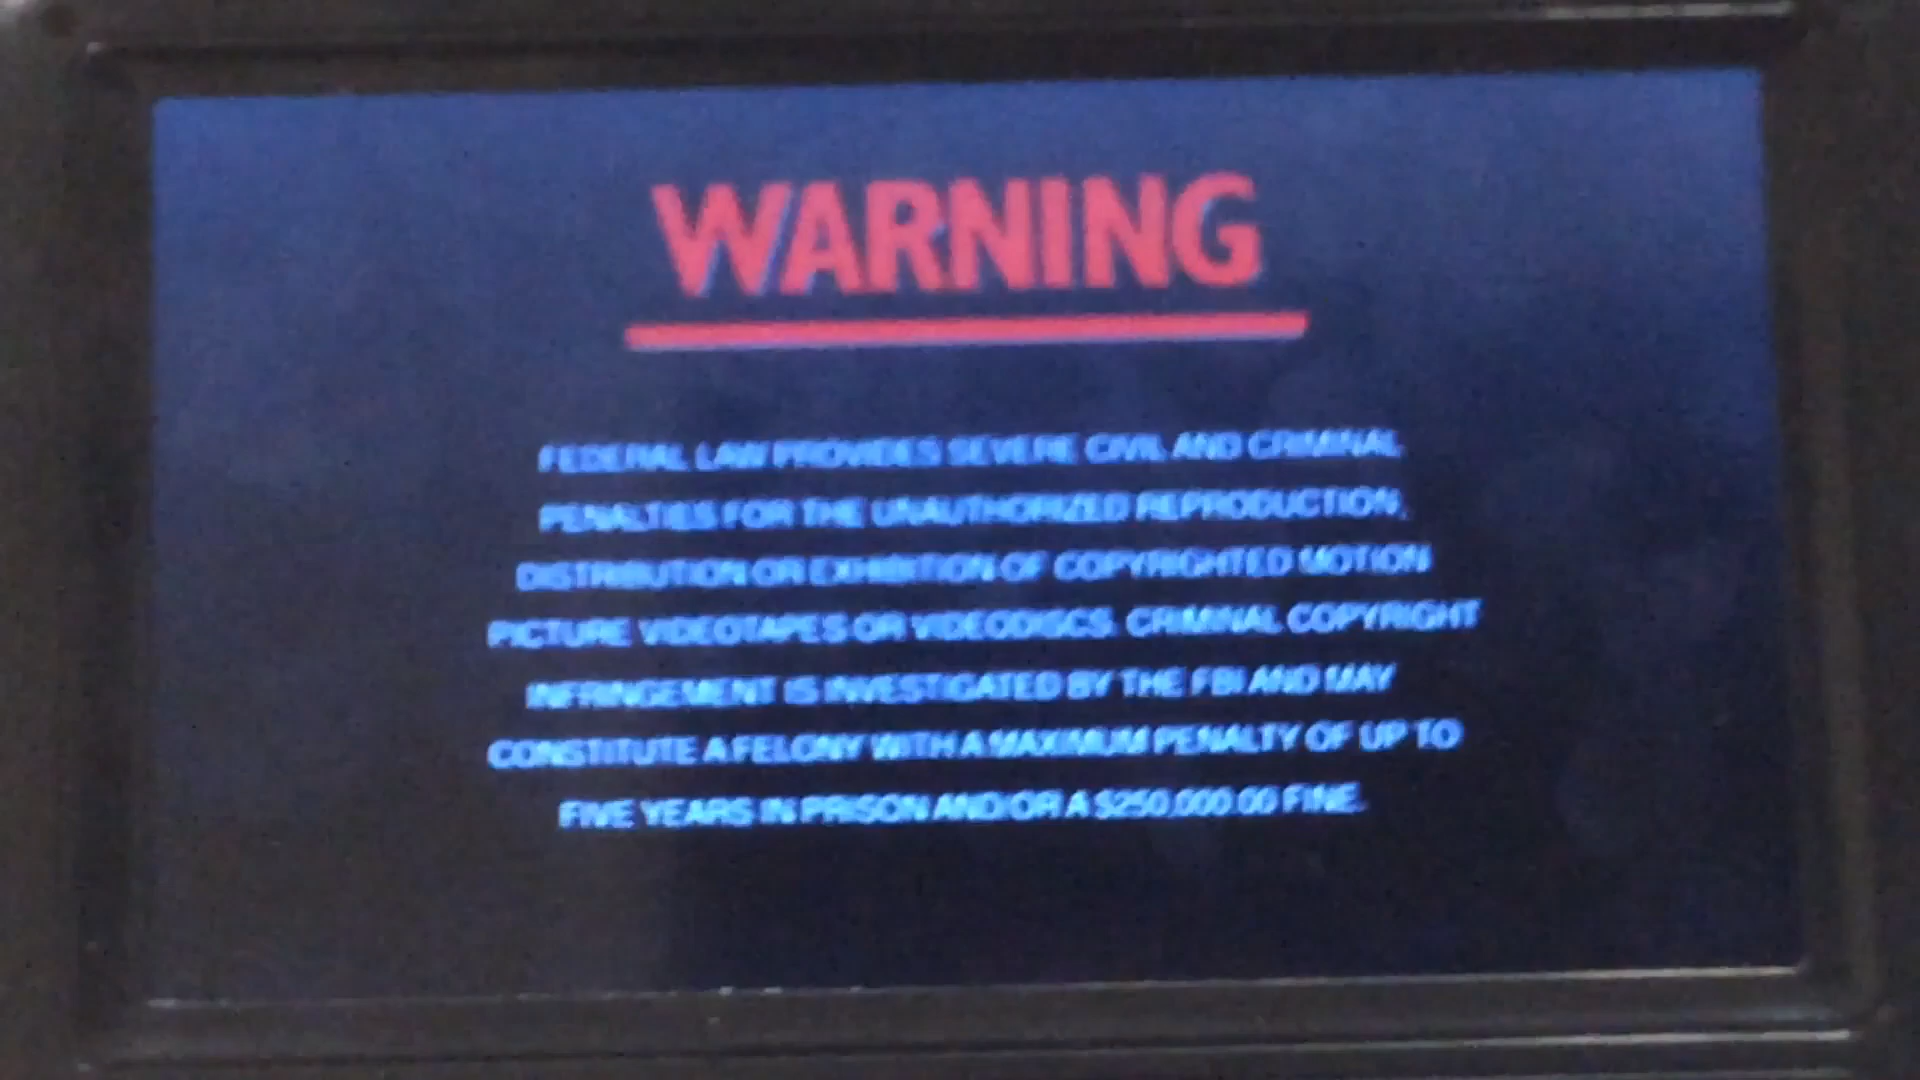 WARNING
FEDERAL LAW PROVIDES SEVERE CIVIL AND CRIMINAL
PENALTIES FOR THE UNAUTHORIZED REPRODUCTION,
DISTRIBUTION OR EXHIBITION OF COPYRIGHTED MOTION
PICTURE VIDEOTAPES OR VIDEODISCS. CRIMINAL COPYRIGHT
INFRINGEMENT IS INVESTIGATED BY THE FBI AND MAY
CONSTITUTE A FELONY WITH A MAXIMUM PENALTY OF UP TO
FIVE YEARS IN PRISON AND/OR A $250,000.00 FINE.